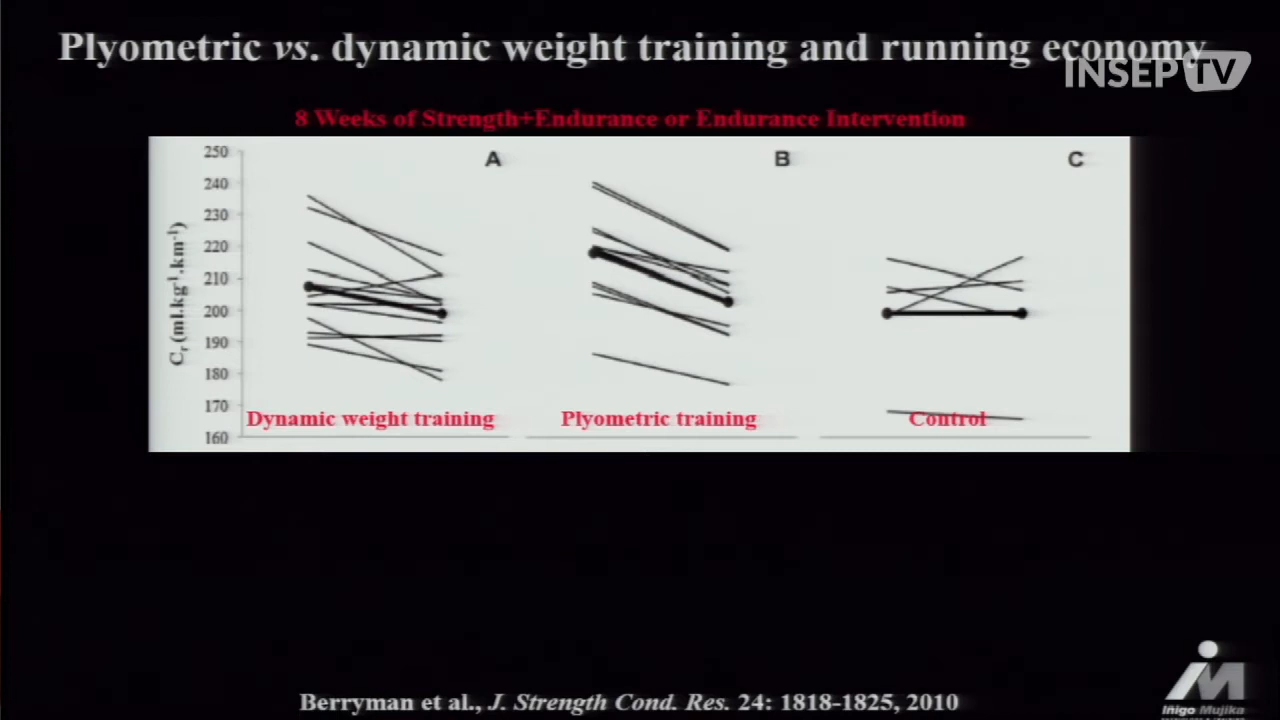 Plyometric vs. dynamic weight training and running economy
INSEP TV
8 Weeks of Strength+Endurance or Endurance Intervention
A
B
C
250
240
230
220
210
200
190
180
170
160
Cr (ml.kg-1.km-1)
Dynamic weight training
Plyometric training
Control
Berryman et al., J. Strength Cond. Res. 24: 1818-1825, 2010
iM
Iñigo Mujika